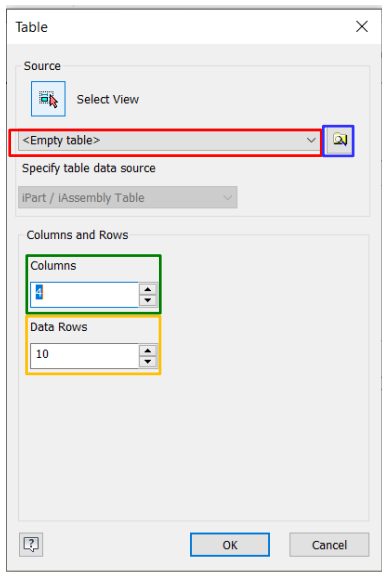 Table
Source
Select View
<Empty table>
Specify table data source
iPart / iAssembly Table
Columns and Rows
Columns
4
Data Rows
10
?
OK
Cancel